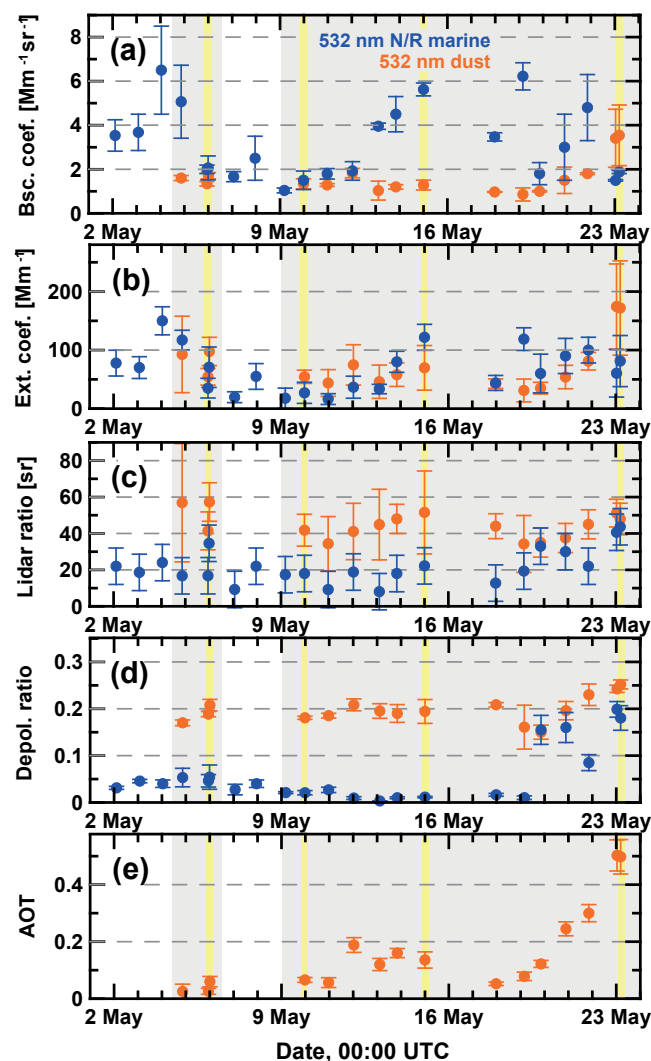 (a)
532 nm N/R marine
532 nm dust
Bsc. coef. [Mm⁻¹sr⁻¹]
8
6
4
2
0
2 May
9 May
16 May
23 May
(b)
Ext. coef. [Mm⁻¹]
200
100
0
2 May
9 May
16 May
23 May
(c)
Lidar ratio [sr]
80
60
40
20
0
2 May
9 May
16 May
23 May
(d)
Depol. ratio
0.3
0.2
0.1
0
2 May
9 May
16 May
23 May
(e)
AOT
0.4
0.2
0
2 May
9 May
16 May
23 May
Date, 00:00 UTC